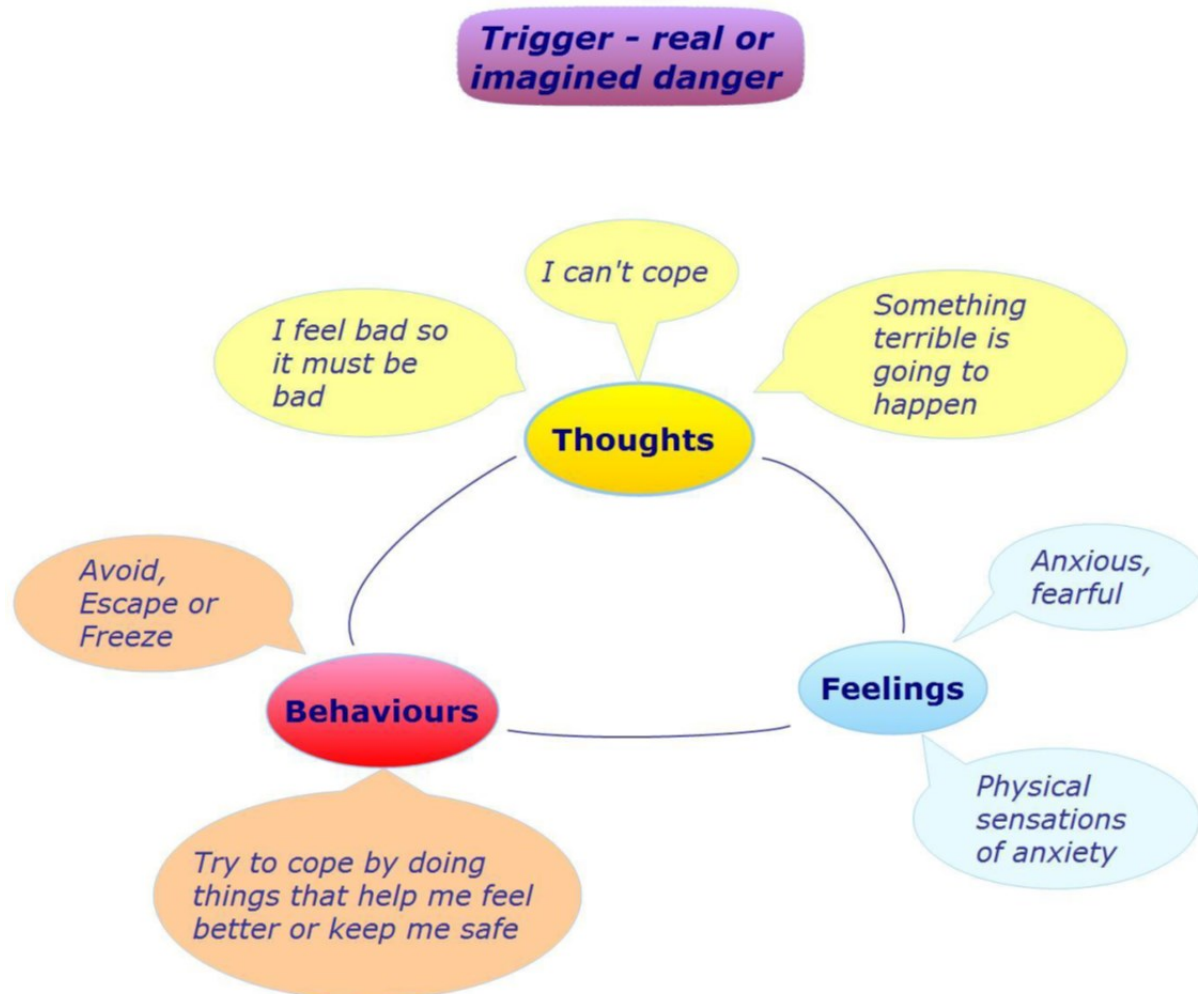 Trigger - real or
imagined danger
I can't cope
I feel bad so
it must be
bad
Something
terrible is
going to
happen
Thoughts
Avoid,
Escape or
Freeze
Anxious,
fearful
Behaviours
Feelings
Physical
sensations
of anxiety
Try to cope by doing
things that help me feel
better or keep me safe